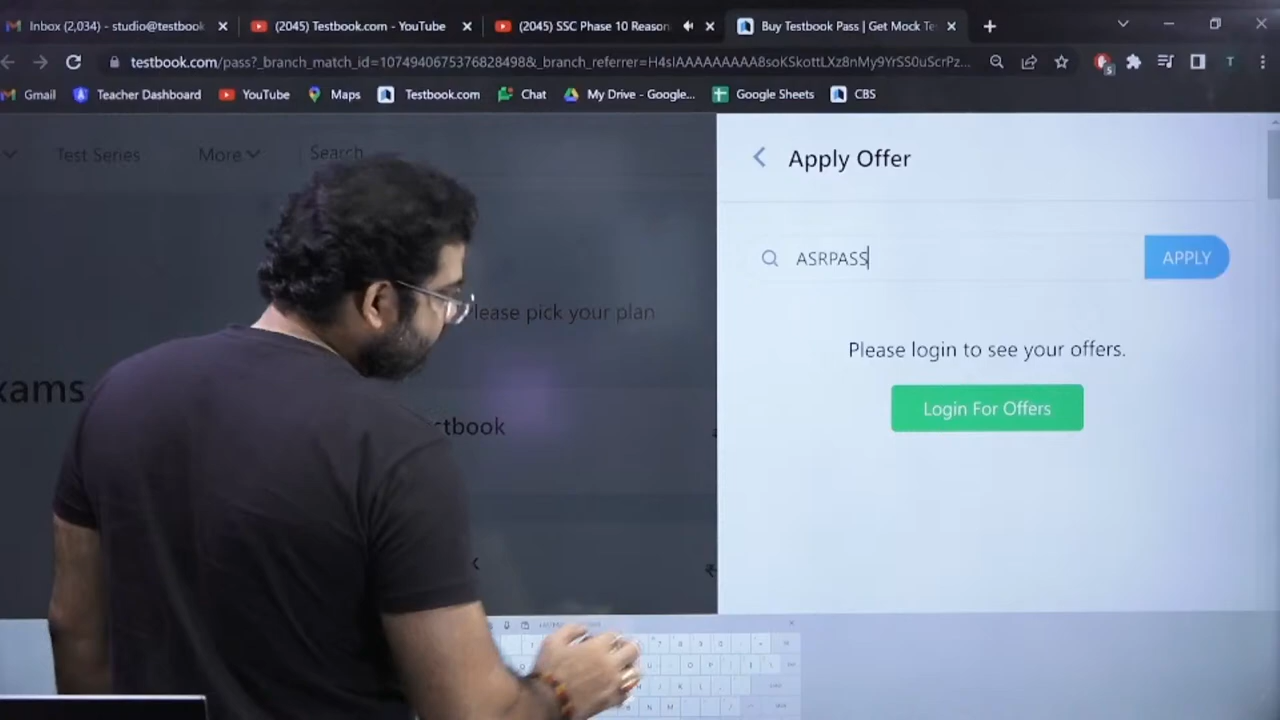 Inbox (2,034) - studio@testbook
(2045) Testbook.com - YouTube
(2045) SSC Phase 10 Reason
Buy Testbook Pass | Get Mock Te
testbook.com/pass?_branch_match_id=1074940675376828498&_branch_referrer=H4sIAAAAAAAAA8soKSkottLXz8nMy9YrSS0uScrPz...
Gmail
Teacher Dashboard
YouTube
Maps
Testbook.com
Chat
My Drive - Google...
Google Sheets
CBS
Test Series
More
Search
Apply Offer
ASRPASS
APPLY
lease pick your plan
Please login to see your offers.
xams
Login For Offers
stbook